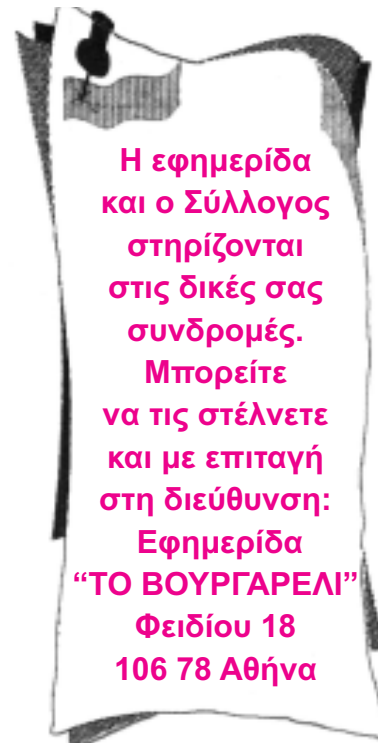 Η εφημερίδα
και ο Σύλλογος
στηρίζονται
στις δικές σας
συνδρομές.
Μπορείτε
να τις στέλνετε
και με επιταγή
στη διεύθυνση:
Εφημερίδα
“ΤΟ ΒΟΥΡΓΑΡΕΛΙ”
Φειδίου 18
106 78 Αθήνα